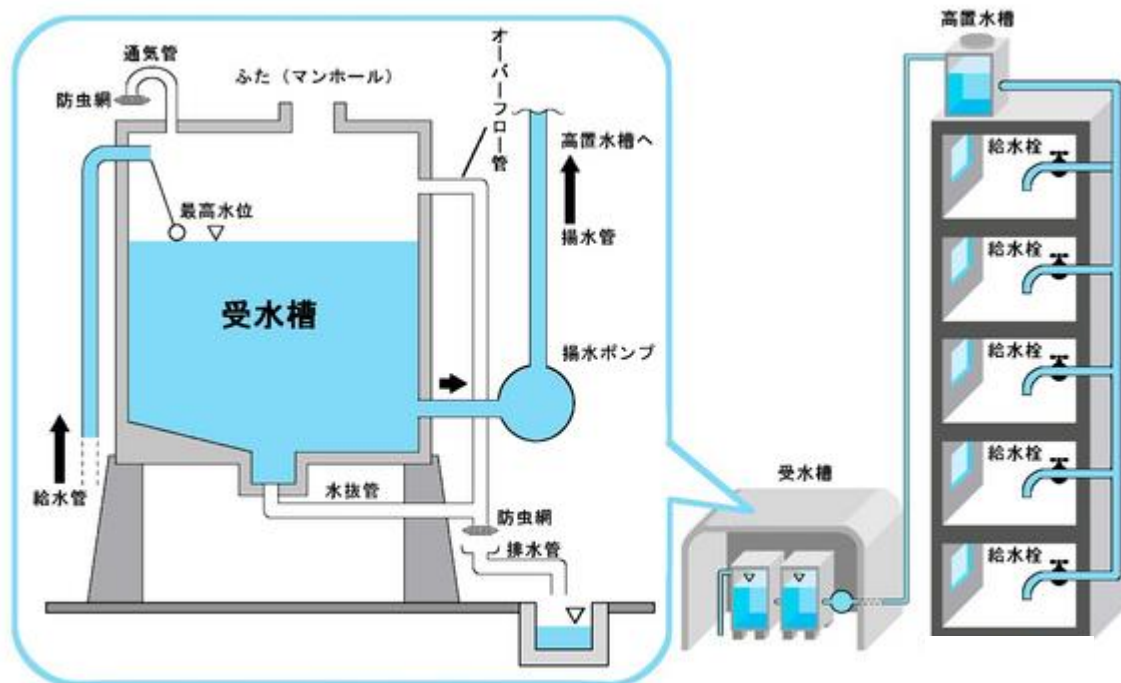 通気管
防虫網
ふた（マンホール）
オーバーフロー管
高置水槽へ
揚水管
最高水位
受水槽
揚水ポンプ
給水管
水抜管
防虫網
排水管
高置水槽
給水栓
給水栓
給水栓
給水栓
給水栓
受水槽